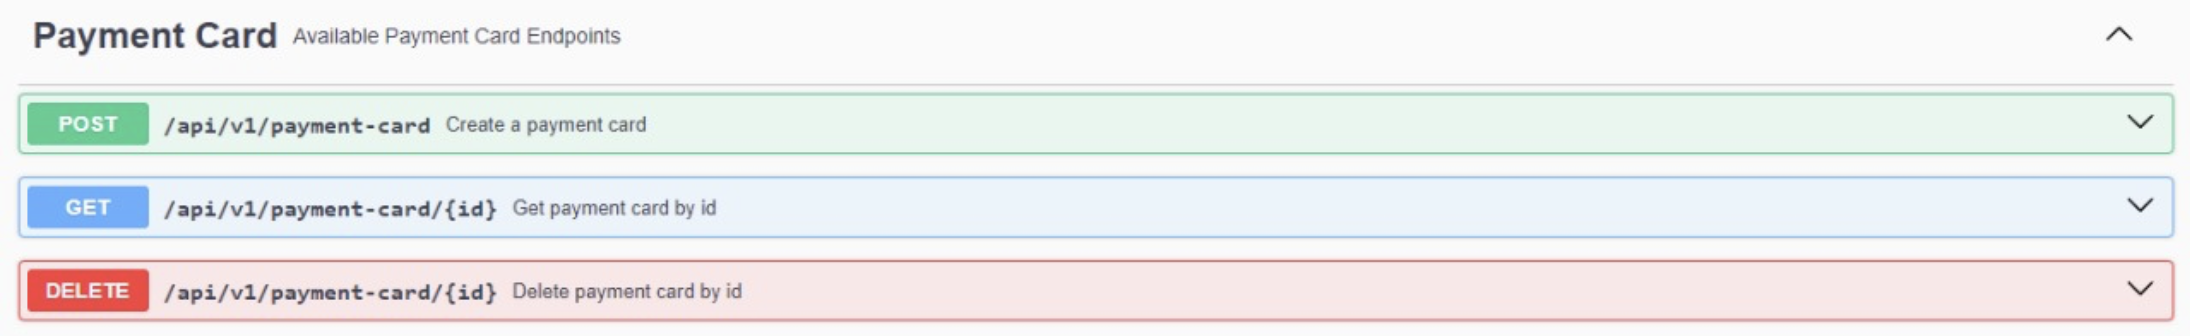 Payment Card Available Payment Card Endpoints
POST /api/v1/payment-card Create a payment card
GET /api/v1/payment-card/{id} Get payment card by id
DELETE /api/v1/payment-card/{id} Delete payment card by id